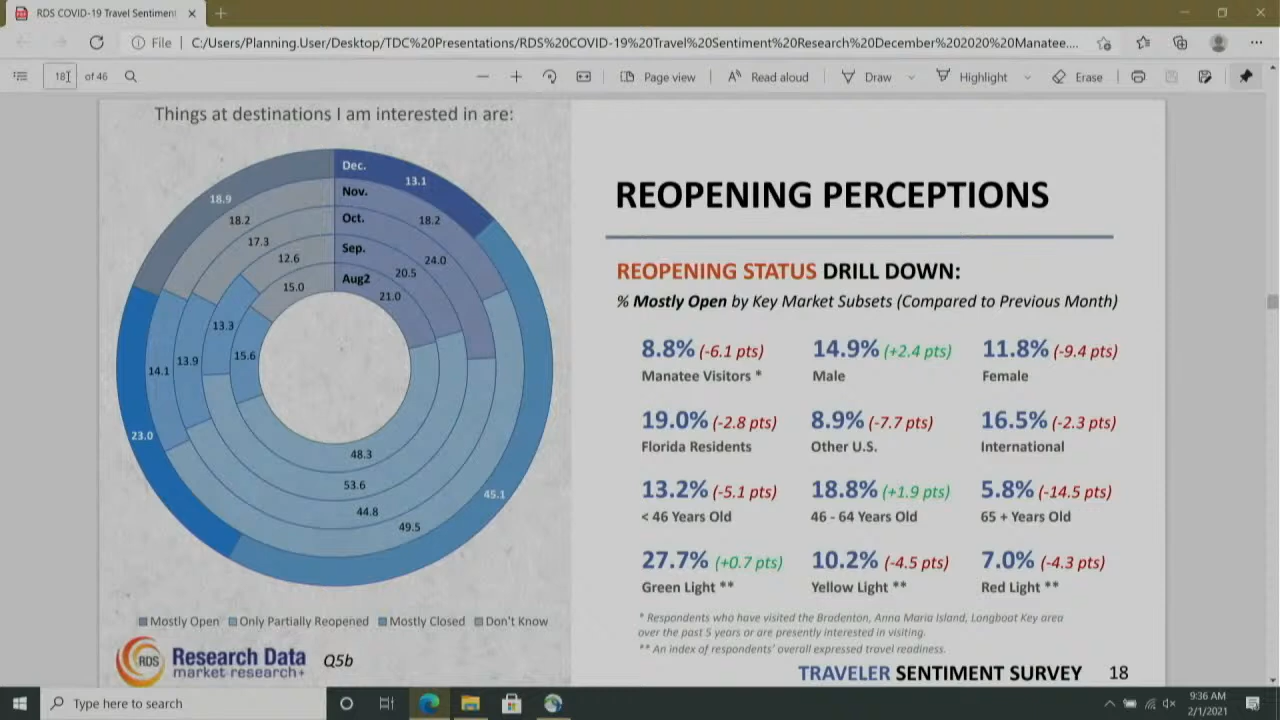 RDS COVID-19 Travel Sentiment
File
C:/Users/Planning.User/Desktop/TDC%20Presentations/RDS%20COVID-19%20Travel%20Sentiment%20Research%20December%202020%20Manatee....
18
of 46
Page view
Read aloud
Draw
Highlight
Erase
Things at destinations I am interested in are:
Dec.
13.1
18.9
Nov.
18.2
18.2
Oct.
17.3
24.0
Sep.
12.6
20.5
Aug2
15.0
21.0
13.3
15.6
13.9
14.1
23.0
48.3
53.6
45.1
44.8
49.5
Mostly Open
Only Partially Reopened
Mostly Closed
Don't Know
RDS
Research Data
market research+
Q5b
REOPENING PERCEPTIONS
REOPENING STATUS DRILL DOWN:
% Mostly Open by Key Market Subsets (Compared to Previous Month)
8.8% (-6.1 pts)
Manatee Visitors *
14.9% (+2.4 pts)
Male
11.8% (-9.4 pts)
Female
19.0% (-2.8 pts)
Florida Residents
8.9% (-7.7 pts)
Other U.S.
16.5% (-2.3 pts)
International
13.2% (-5.1 pts)
< 46 Years Old
18.8% (+1.9 pts)
46 - 64 Years Old
5.8% (-14.5 pts)
65 + Years Old
27.7% (+0.7 pts)
Green Light **
10.2% (-4.5 pts)
Yellow Light **
7.0% (-4.3 pts)
Red Light **
* Respondents who have visited the Bradenton, Anna Maria Island, Longboat Key area
over the past 5 years or are presently interested in visiting.
** An index of respondents' overall expressed travel readiness.
TRAVELER SENTIMENT SURVEY 18
Type here to search
9:36 AM
2/1/2021